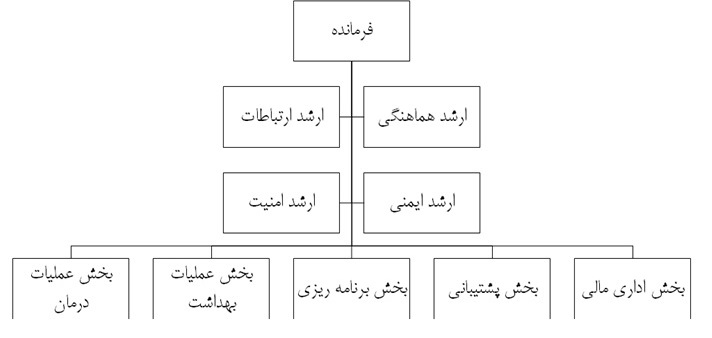 فرمانده
ارشد هماهنگی
ارشد ارتباطات
ارشد ایمنی
ارشد امنیت
بخش اداری مالی
بخش پشتیبانی
بخش برنامه ریزی
بخش عملیات
بهداشت
بخش عملیات
درمان